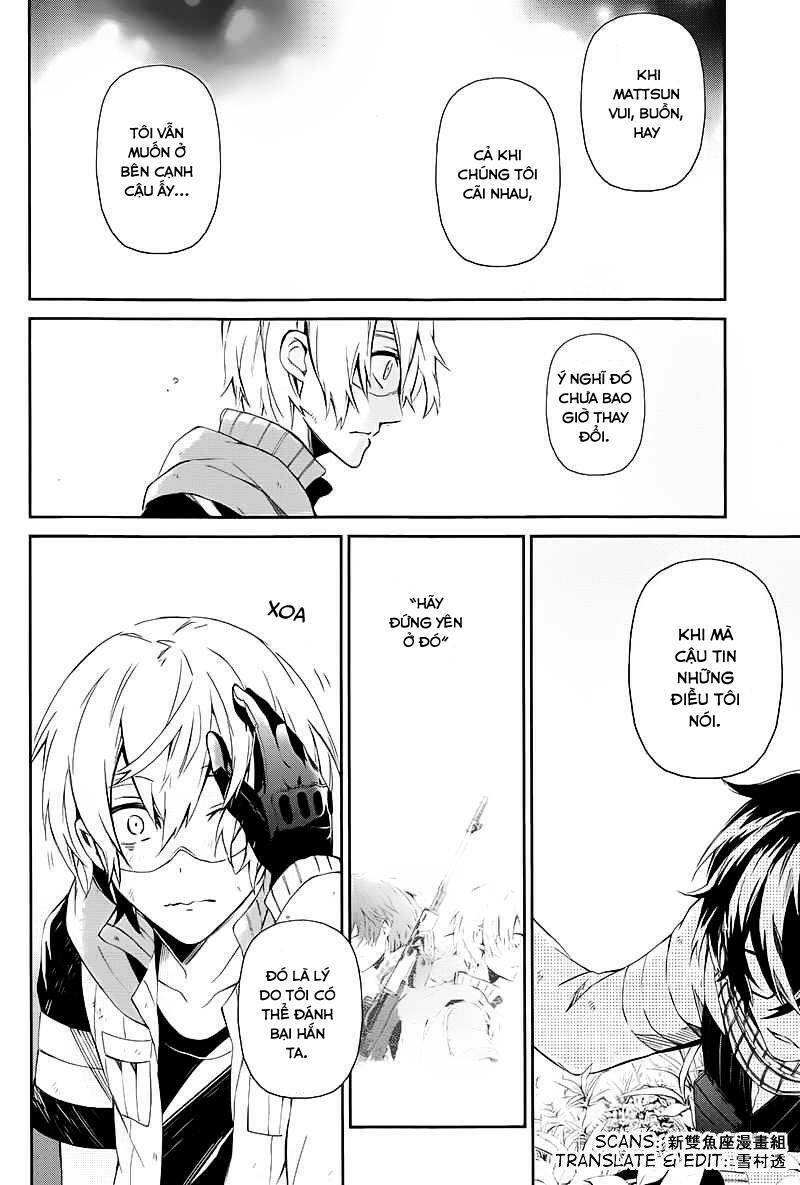 KHI
MATTSUN
VUI, BUỒN,
HAY
CẢ KHI
CHÚNG TÔI
CÃI NHAU,
TÔI VẪN
MUỐN Ở
BÊN CẠNH
CẬU ẤY...
Ý NGHĨ ĐÓ
CHƯA BAO
GIỜ THAY
ĐỔI.
KHI MÀ
CẬU TIN
NHỮNG
ĐIỀU TÔI
NÓI.
"HÃY
ĐỨNG YÊN
Ở ĐÓ"
XOA
ĐÓ LÀ LÝ
DO TÔI CÓ
THỂ ĐÁNH
BẠI HẮN
TA.
SCANS: 新雙魚座漫畫組
TRANSLATE & EDIT: 雪村透